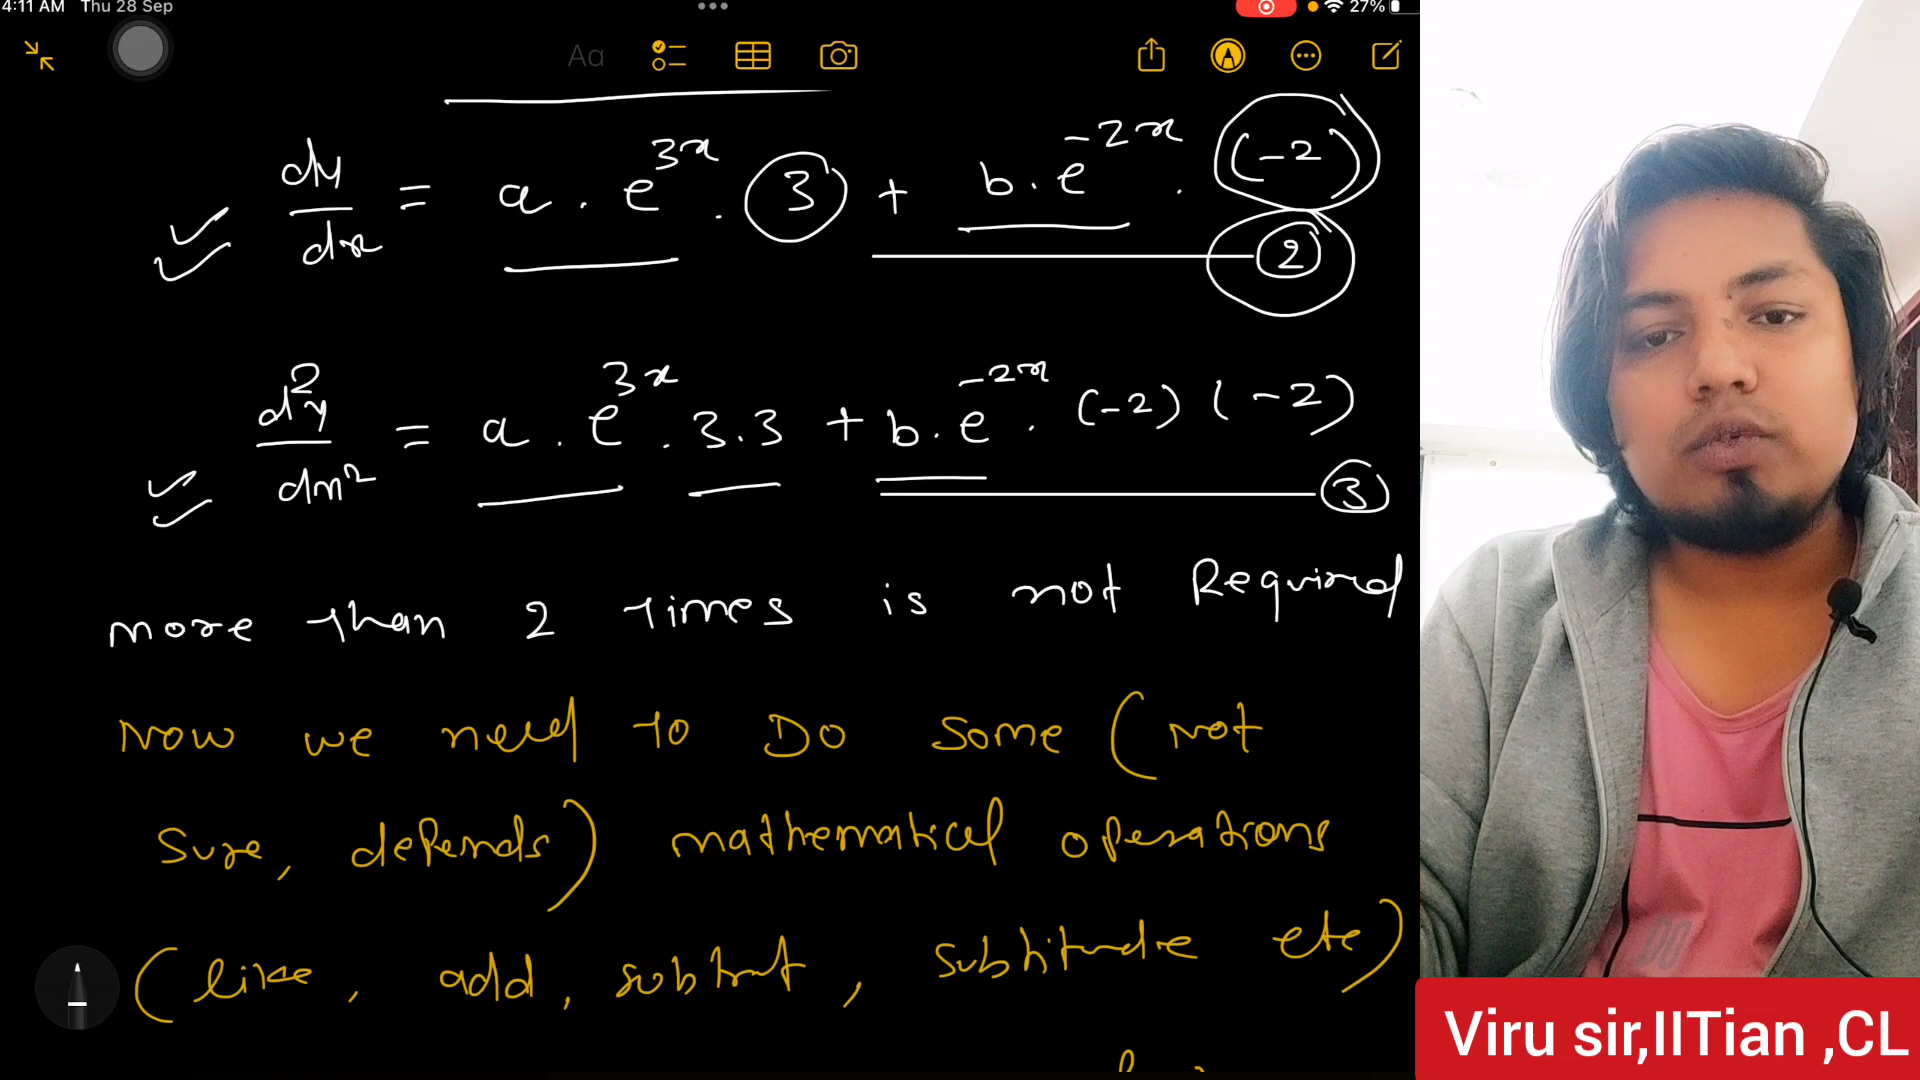 4:11 AM Thu 28 Sep
27%
Aa
dy/dx = a . e^3x . 3 + b . e^-2x . (-2)
2
d²y/dx² = a . e^3x . 3 . 3 + b . e^-2x . (-2) (-2)
3
more than 2 times is not Required
Now we need to Do some (not
sure, depends) mathematical operations
(like, add, subtrat, substitude etc)
Viru sir,IITian ,CL